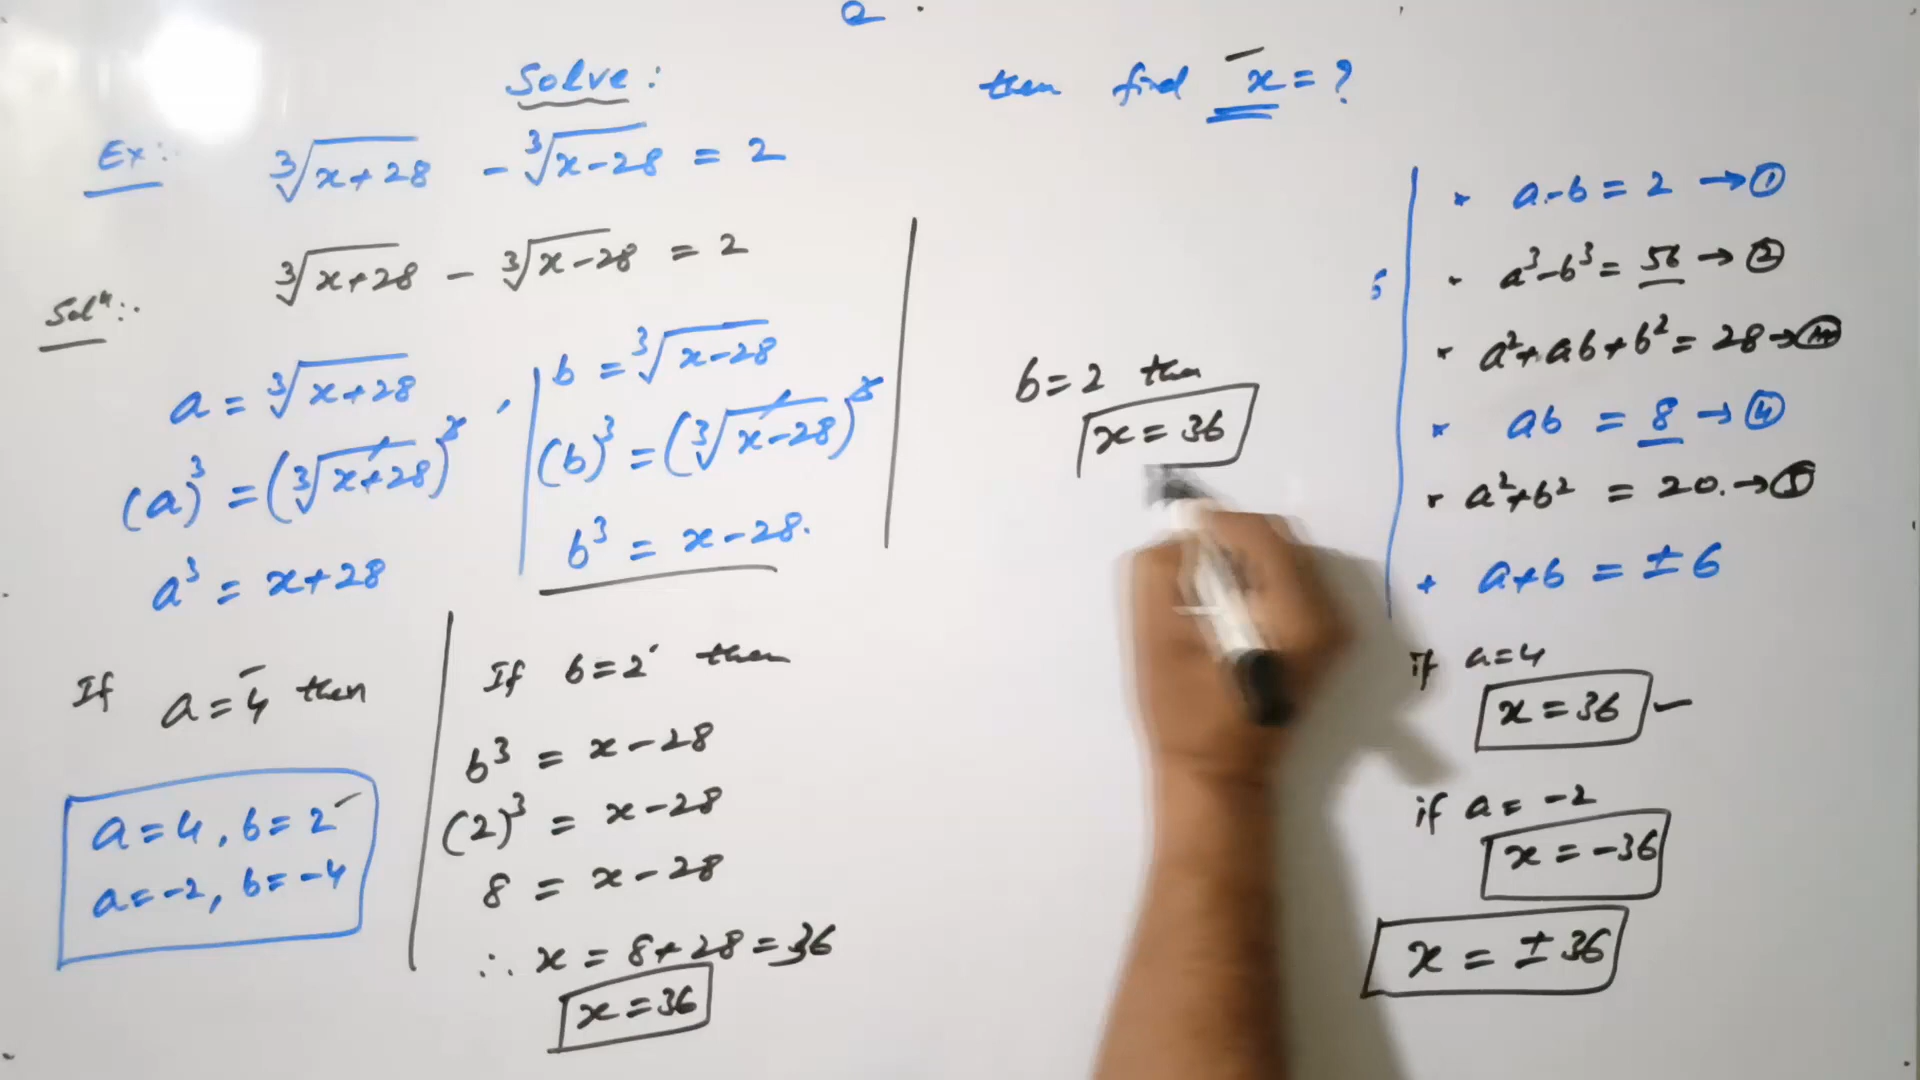 Q
Solve:
then find x = ?
Ex:
∛(x+28) - ∛(x-28) = 2
Solⁿ:
∛(x+28) - ∛(x-28) = 2
a = ∛(x+28) ,
(a)³ = (∛(x+28))³
a³ = x+28
b = ∛(x-28)
(b)³ = (∛(x-28))³
b³ = x-28.
If a = 4 then
a = 4, b = 2
a = -2, b = -4
If b = 2 then
b³ = x-28
(2)³ = x-28
8 = x-28
∴ x = 8+28 = 36
x = 36
b = 2 then
x = 36
a-b = 2 → ①
a³-b³ = 56 → ②
a²+ab+b² = 28 →
ab = 8 → ④
a²+b² = 20. → ⑤
a+b = ±6
if a=4
x = 36
if a = -2
x = -36
x = ±36